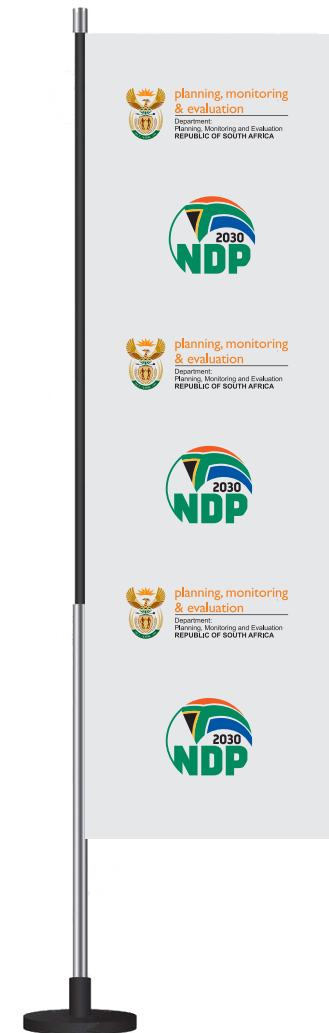 planning, monitoring
& evaluation
Department:
Planning, Monitoring and Evaluation
REPUBLIC OF SOUTH AFRICA
2030
NDP
planning, monitoring
& evaluation
Department:
Planning, Monitoring and Evaluation
REPUBLIC OF SOUTH AFRICA
2030
NDP
planning, monitoring
& evaluation
Department:
Planning, Monitoring and Evaluation
REPUBLIC OF SOUTH AFRICA
2030
NDP